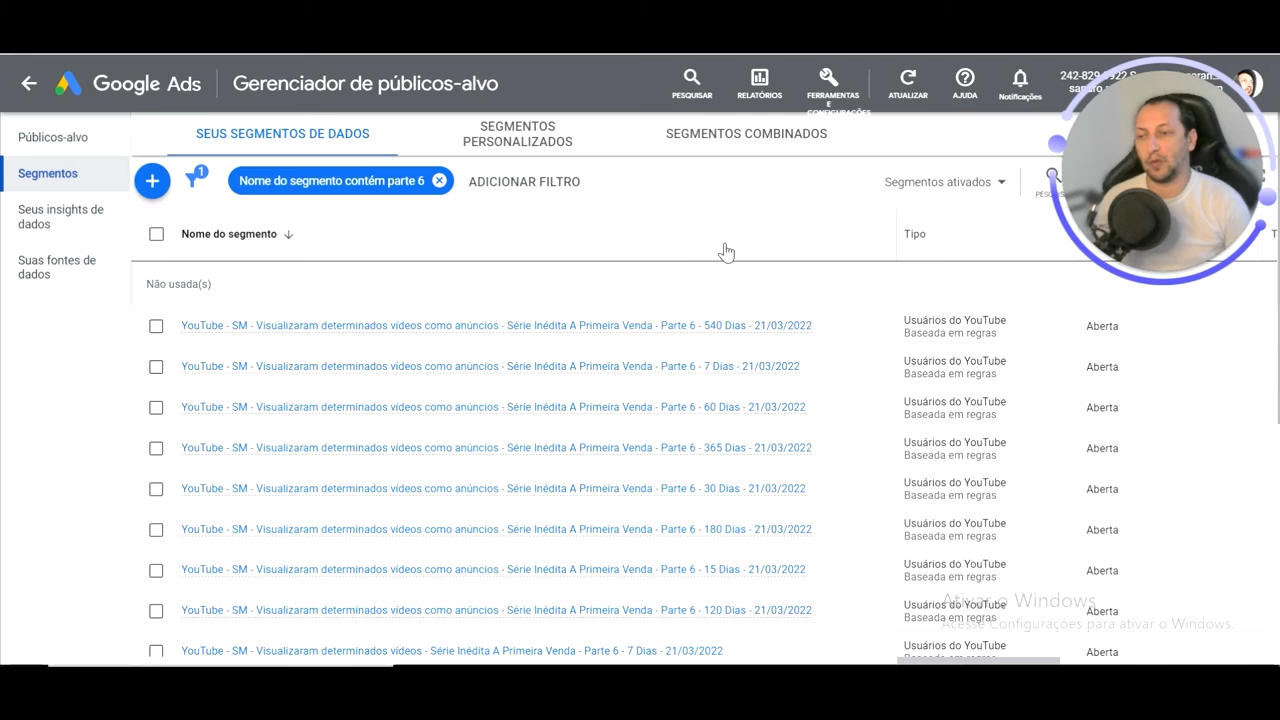 Google Ads
Gerenciador de públicos-alvo
PESQUISAR
RELATÓRIOS
FERRAMENTAS
E
CONFIGURAÇÕES
ATUALIZAR
AJUDA
Notificações
Públicos-alvo
SEUS SEGMENTOS DE DADOS
SEGMENTOS
PERSONALIZADOS
SEGMENTOS COMBINADOS
Segmentos
1
Nome do segmento contém parte 6
ADICIONAR FILTRO
Segmentos ativados
Seus insights de
dados
Suas fontes de
dados
Nome do segmento
Tipo
T
Não usada(s)
YouTube - SM - Visualizaram determinados vídeos como anúncios - Série Inédita A Primeira Venda - Parte 6 - 540 Dias - 21/03/2022
Usuários do YouTube
Baseada em regras
Aberta
YouTube - SM - Visualizaram determinados vídeos como anúncios - Série Inédita A Primeira Venda - Parte 6 - 7 Dias - 21/03/2022
Usuários do YouTube
Baseada em regras
Aberta
YouTube - SM - Visualizaram determinados vídeos como anúncios - Série Inédita A Primeira Venda - Parte 6 - 60 Dias - 21/03/2022
Usuários do YouTube
Baseada em regras
Aberta
YouTube - SM - Visualizaram determinados vídeos como anúncios - Série Inédita A Primeira Venda - Parte 6 - 365 Dias - 21/03/2022
Usuários do YouTube
Baseada em regras
Aberta
YouTube - SM - Visualizaram determinados vídeos como anúncios - Série Inédita A Primeira Venda - Parte 6 - 30 Dias - 21/03/2022
Usuários do YouTube
Baseada em regras
Aberta
YouTube - SM - Visualizaram determinados vídeos como anúncios - Série Inédita A Primeira Venda - Parte 6 - 180 Dias - 21/03/2022
Usuários do YouTube
Baseada em regras
Aberta
YouTube - SM - Visualizaram determinados vídeos como anúncios - Série Inédita A Primeira Venda - Parte 6 - 15 Dias - 21/03/2022
Usuários do YouTube
Baseada em regras
Aberta
YouTube - SM - Visualizaram determinados vídeos como anúncios - Série Inédita A Primeira Venda - Parte 6 - 120 Dias - 21/03/2022
Usuários do YouTube
Baseada em regras
Aberta
YouTube - SM - Visualizaram determinados vídeos - Série Inédita A Primeira Venda - Parte 6 - 7 Dias - 21/03/2022
Usuários do YouTube
Aberta
Ativar o Windows
Acesse Configurações para ativar o Windows.